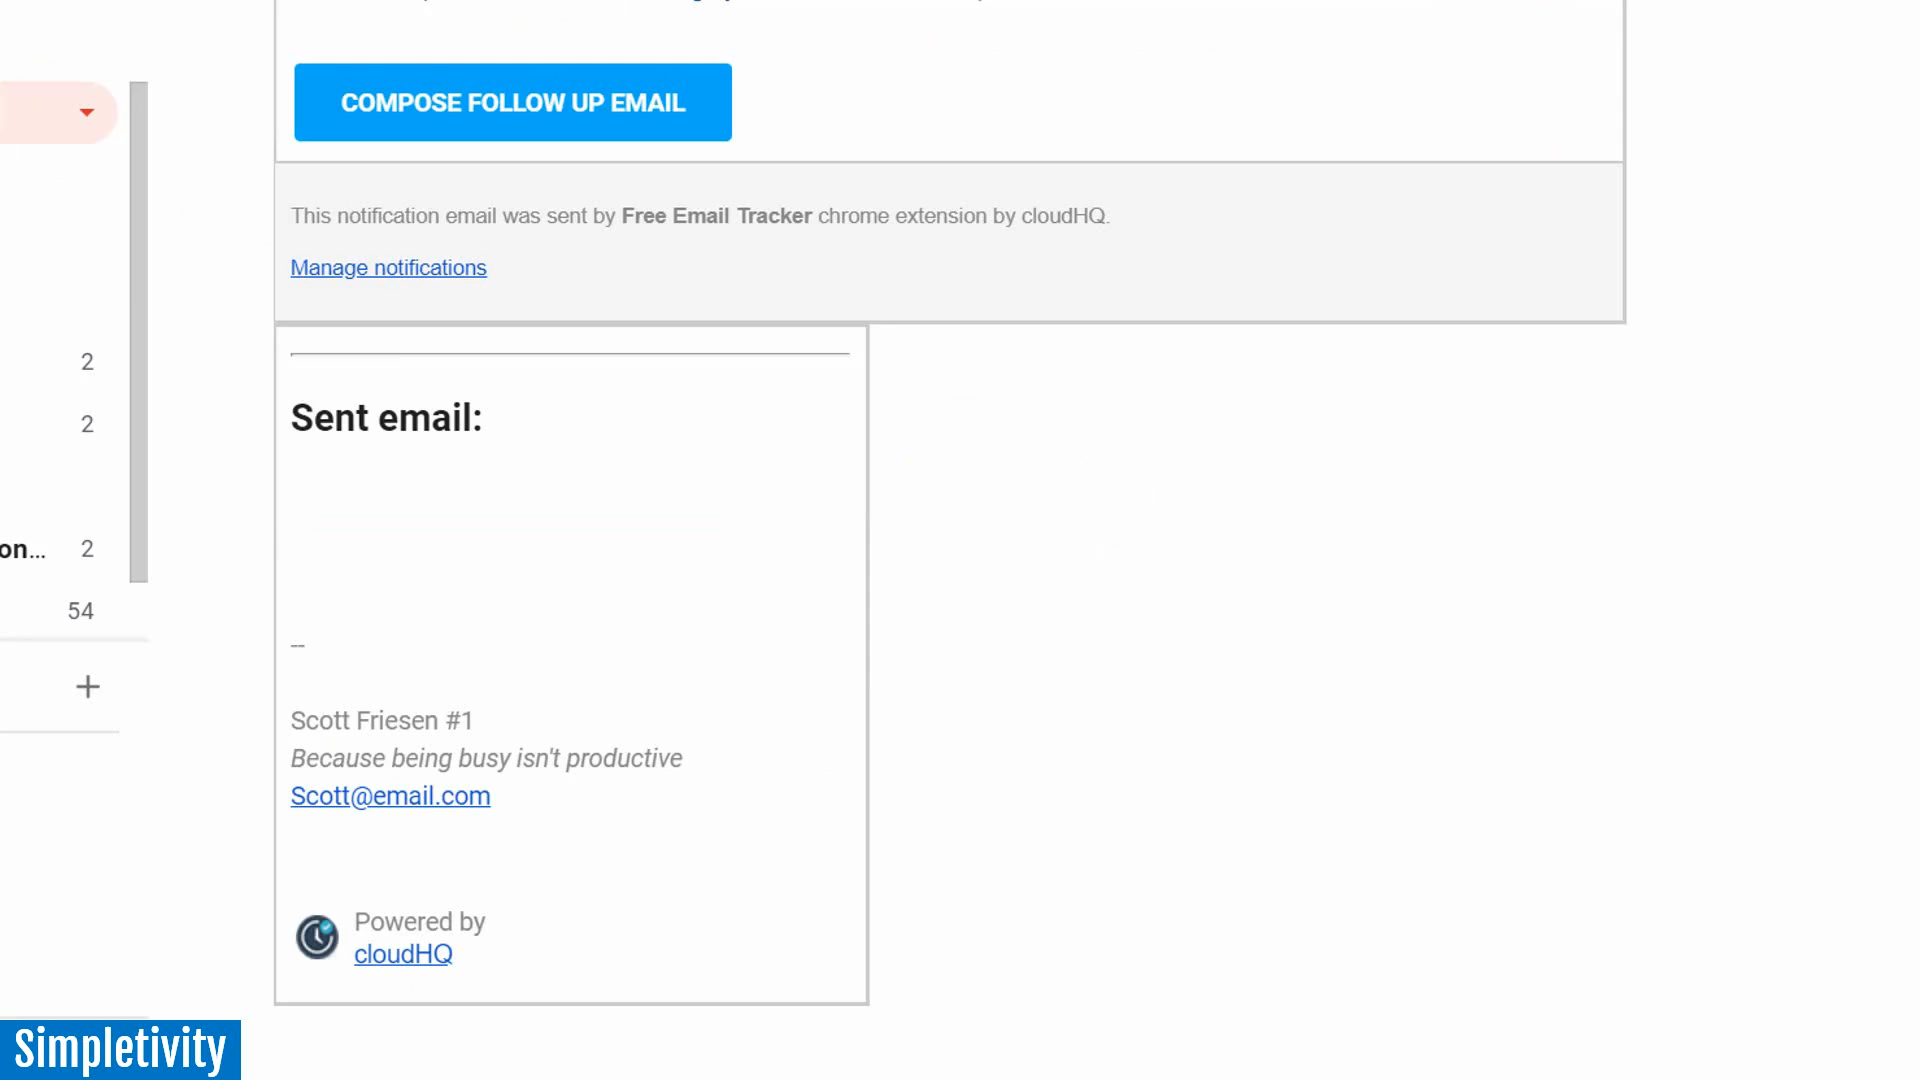 COMPOSE FOLLOW UP EMAIL
This notification email was sent by Free Email Tracker chrome extension by cloudHQ.
Manage notifications
2
Sent email:
2
on... 2
54
--
Scott Friesen #1
Because being busy isn't productive
Scott@email.com
Powered by
cloudHQ
Simpletivity